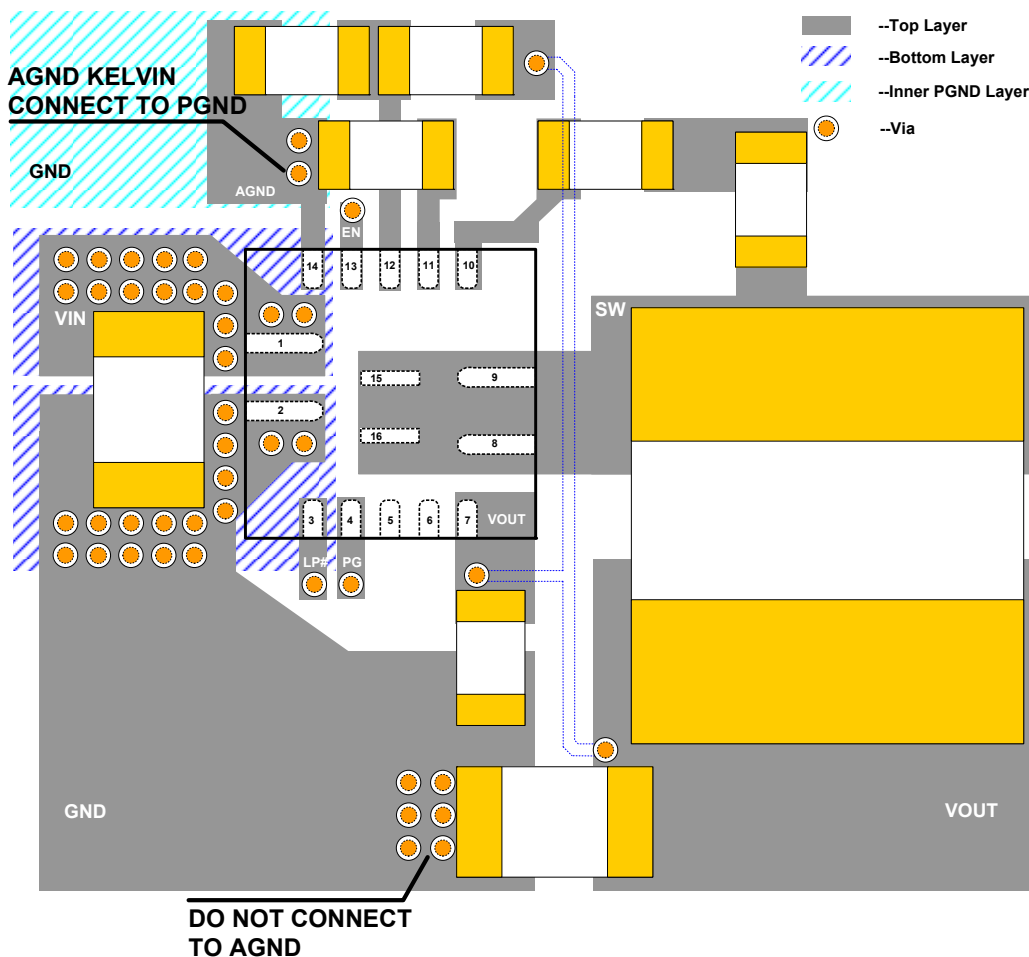 --Top Layer
--Bottom Layer
--Inner PGND Layer
--Via
AGND KELVIN
CONNECT TO PGND
GND
AGND
EN
14 13 12 11 10
VIN
SW
1
15 9
2
16 8
3 4 5 6 7 VOUT
LP# PG
GND
VOUT
DO NOT CONNECT
TO AGND